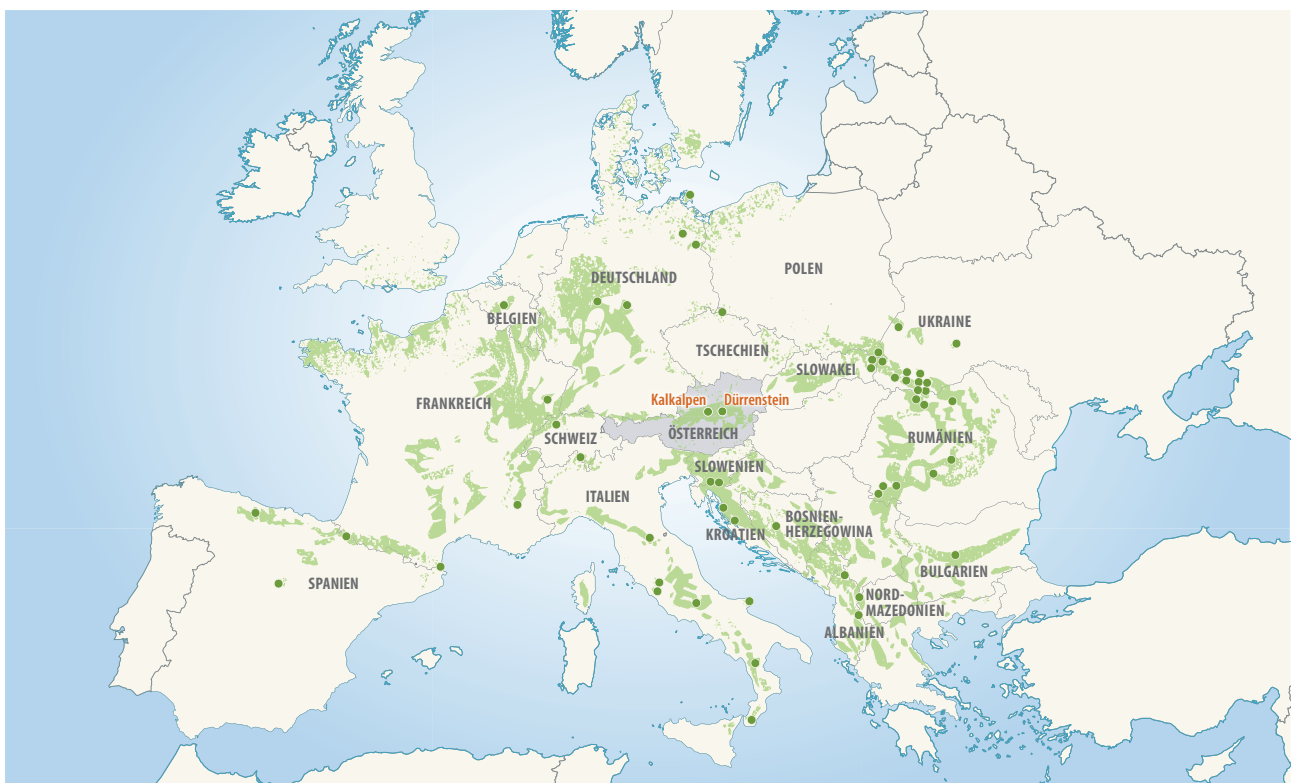 POLEN
DEUTSCHLAND
BELGIEN
UKRAINE
TSCHECHIEN
SLOWAKEI
FRANKREICH
Kalkalpen
Dürrenstein
SCHWEIZ
ÖSTERREICH
RUMÄNIEN
SLOWENIEN
ITALIEN
BOSNIEN-
HERZEGOWINA
KROATIEN
SPANIEN
BULGARIEN
NORD-
MAZEDONIEN
ALBANIEN